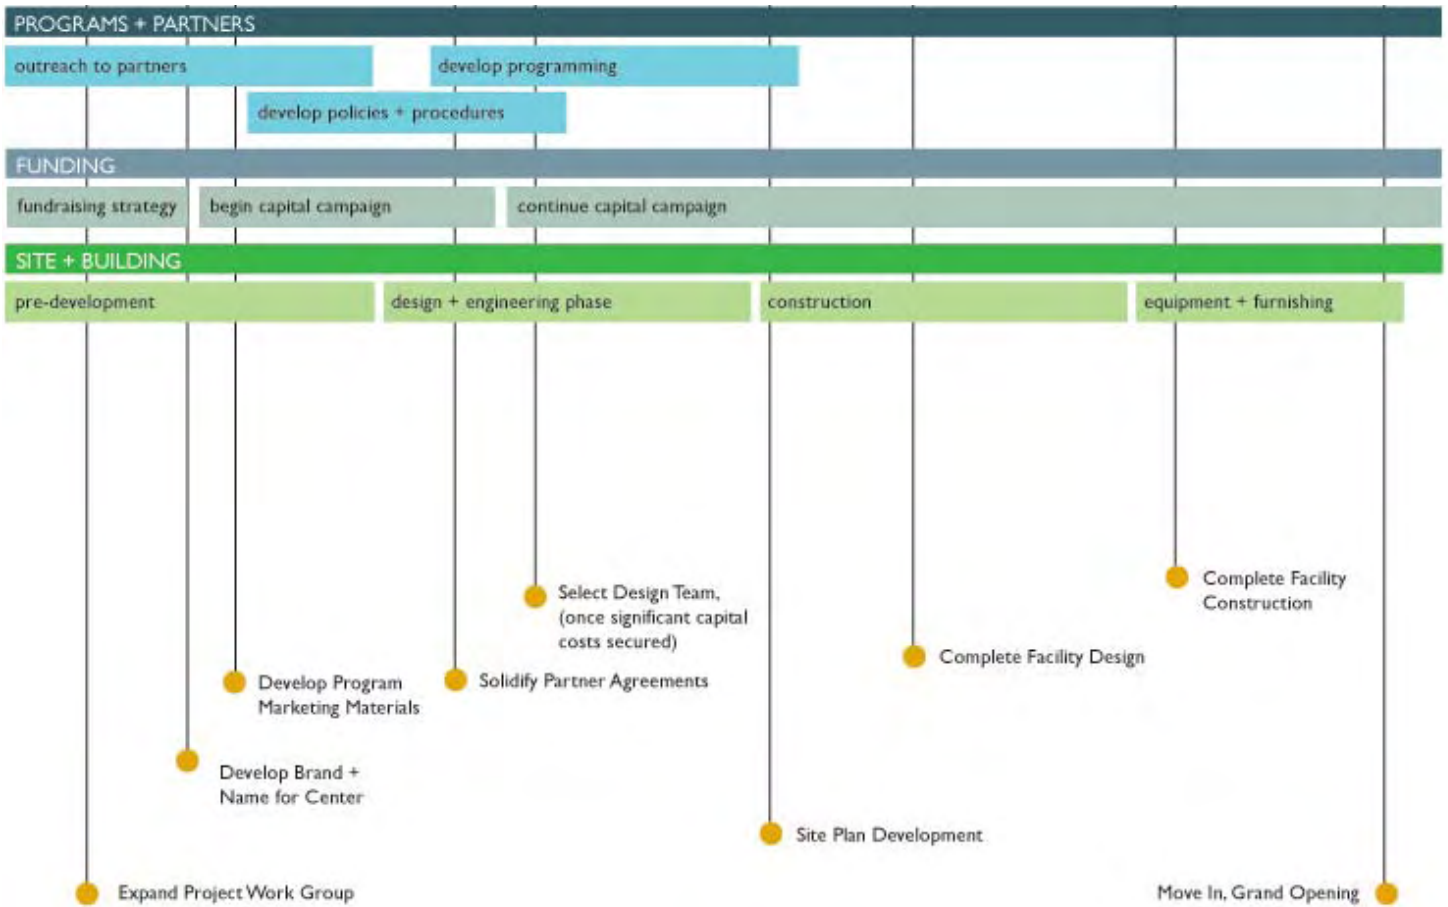 PROGRAMS + PARTNERS
outreach to partners
develop programming
develop policies + procedures
FUNDING
fundraising strategy
begin capital campaign
continue capital campaign
SITE + BUILDING
pre-development
design + engineering phase
construction
equipment + furnishing
Select Design Team,
(once significant capital
costs secured)
Complete Facility
Construction
Complete Facility Design
Develop Program
Marketing Materials
Solidify Partner Agreements
Develop Brand +
Name for Center
Site Plan Development
Expand Project Work Group
Move In, Grand Opening